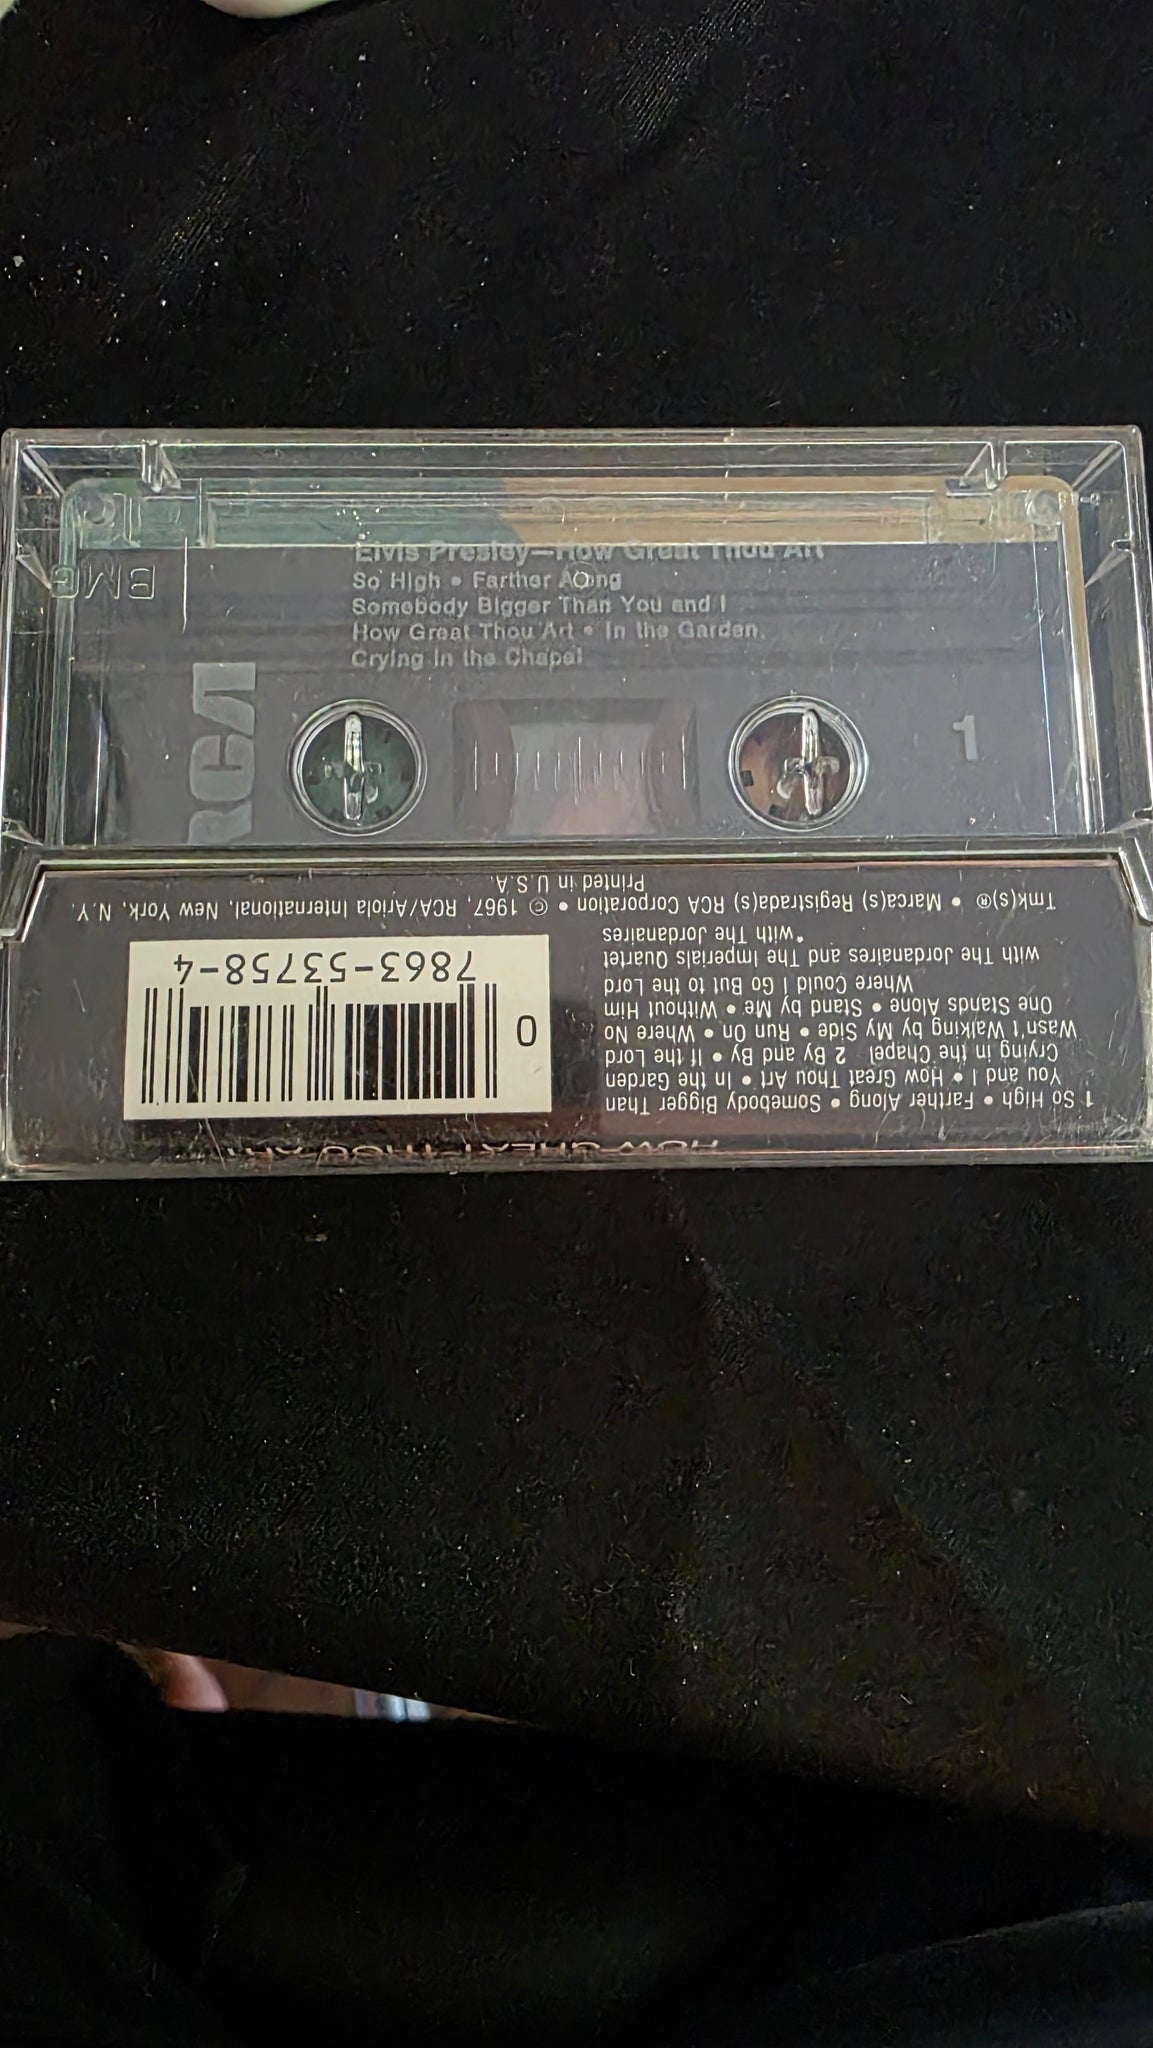 Elvis Presley—How Great Thou Art
So High • Farther Along
Somebody Bigger Than You and I
How Great Thou Art • In the Garden
Crying in the Chapel
BMG
RCA
1
HOW GREAT THOU ART
1 So High • Farther Along • Somebody Bigger Than
You and I • How Great Thou Art • In the Garden
Crying in the Chapel* 2 By and By • If the Lord
Wasn't Walking by My Side • Run On • Where No
One Stands Alone • Stand by Me • Without Him
Where Could I Go But to the Lord
with The Jordanaires and The Imperials Quartet
*with The Jordanaires
0
7863-53758-4
Tmk(s)® • Marca(s) Registrada(s) RCA Corporation • © 1967, RCA/Ariola International, New York, N.Y.
Printed in U.S.A.